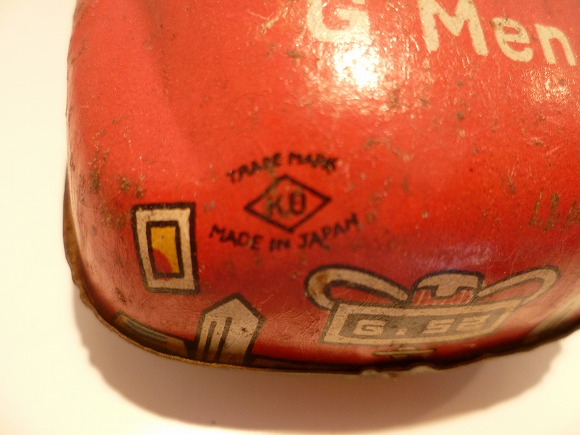 G Men
TRADE MARK
KO
MADE IN JAPAN
G. 52